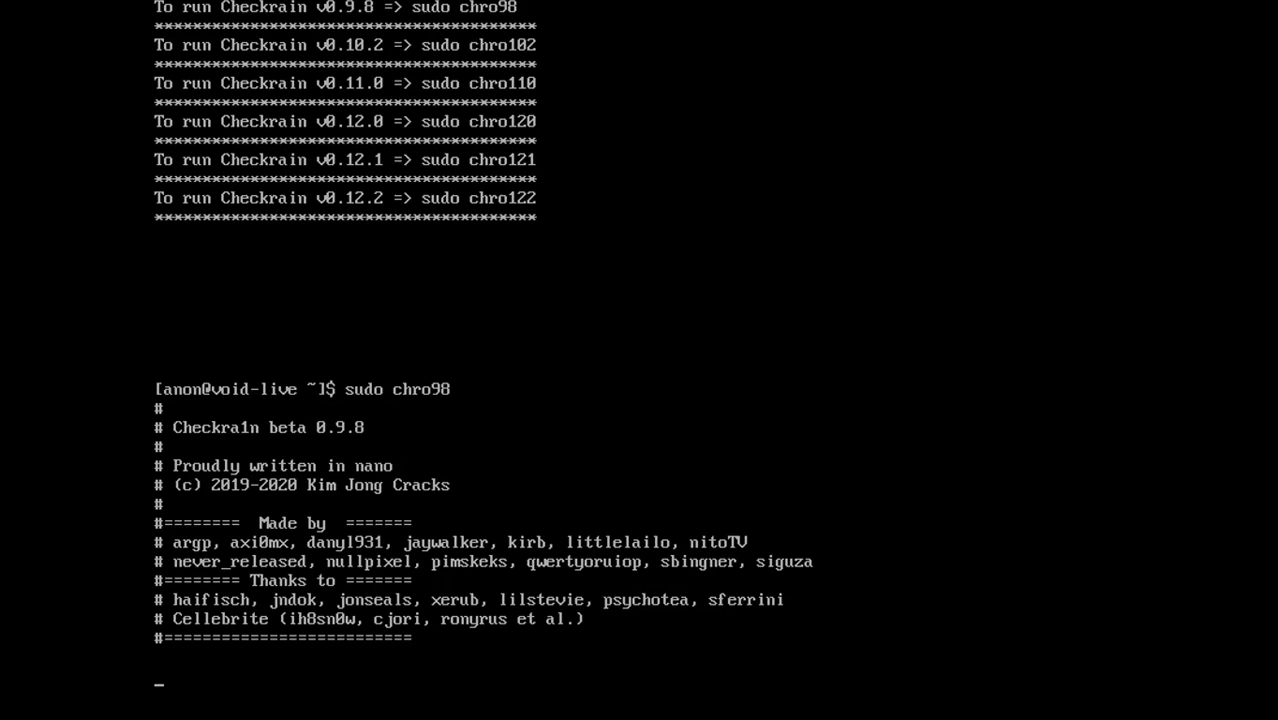 To run Checkrain v0.9.8 => sudo chro98
****************************************
To run Checkrain v0.10.2 => sudo chro102
****************************************
To run Checkrain v0.11.0 => sudo chro110
****************************************
To run Checkrain v0.12.0 => sudo chro120
****************************************
To run Checkrain v0.12.1 => sudo chro121
****************************************
To run Checkrain v0.12.2 => sudo chro122
****************************************
[anon@void-live ~]$ sudo chro98
#
# Checkra1n beta 0.9.8
#
# Proudly written in nano
# (c) 2019-2020 Kim Jong Cracks
#
#========  Made by  =======
# argp, axi0mx, danyl931, jaywalker, kirb, littlelailo, nitoTV
# never_released, nullpixel, pimskeks, qwertyoruiop, sbingner, siguza
#======== Thanks to =======
# haifisch, jndok, jonseals, xerub, lilstevie, psychotea, sferrini
# Cellebrite (ih8sn0w, cjori, ronyrus et al.)
#==========================
_